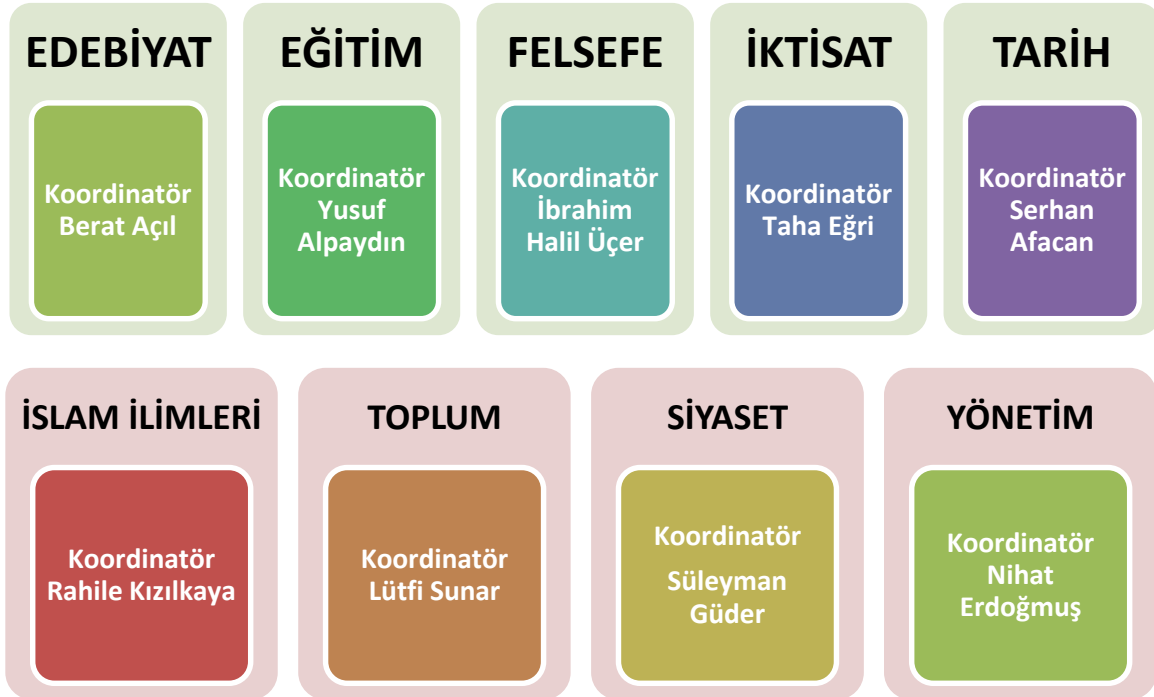 EDEBİYAT
Koordinatör
Berat Açıl
EĞİTİM
Koordinatör
Yusuf
Alpaydın
FELSEFE
Koordinatör
İbrahim
Halil Üçer
İKTİSAT
Koordinatör
Taha Eğri
TARİH
Koordinatör
Serhan
Afacan
İSLAM İLİMLERİ
Koordinatör
Rahile Kızılkaya
TOPLUM
Koordinatör
Lütfi Sunar
SİYASET
Koordinatör
Süleyman
Güder
YÖNETİM
Koordinatör
Nihat
Erdoğmuş